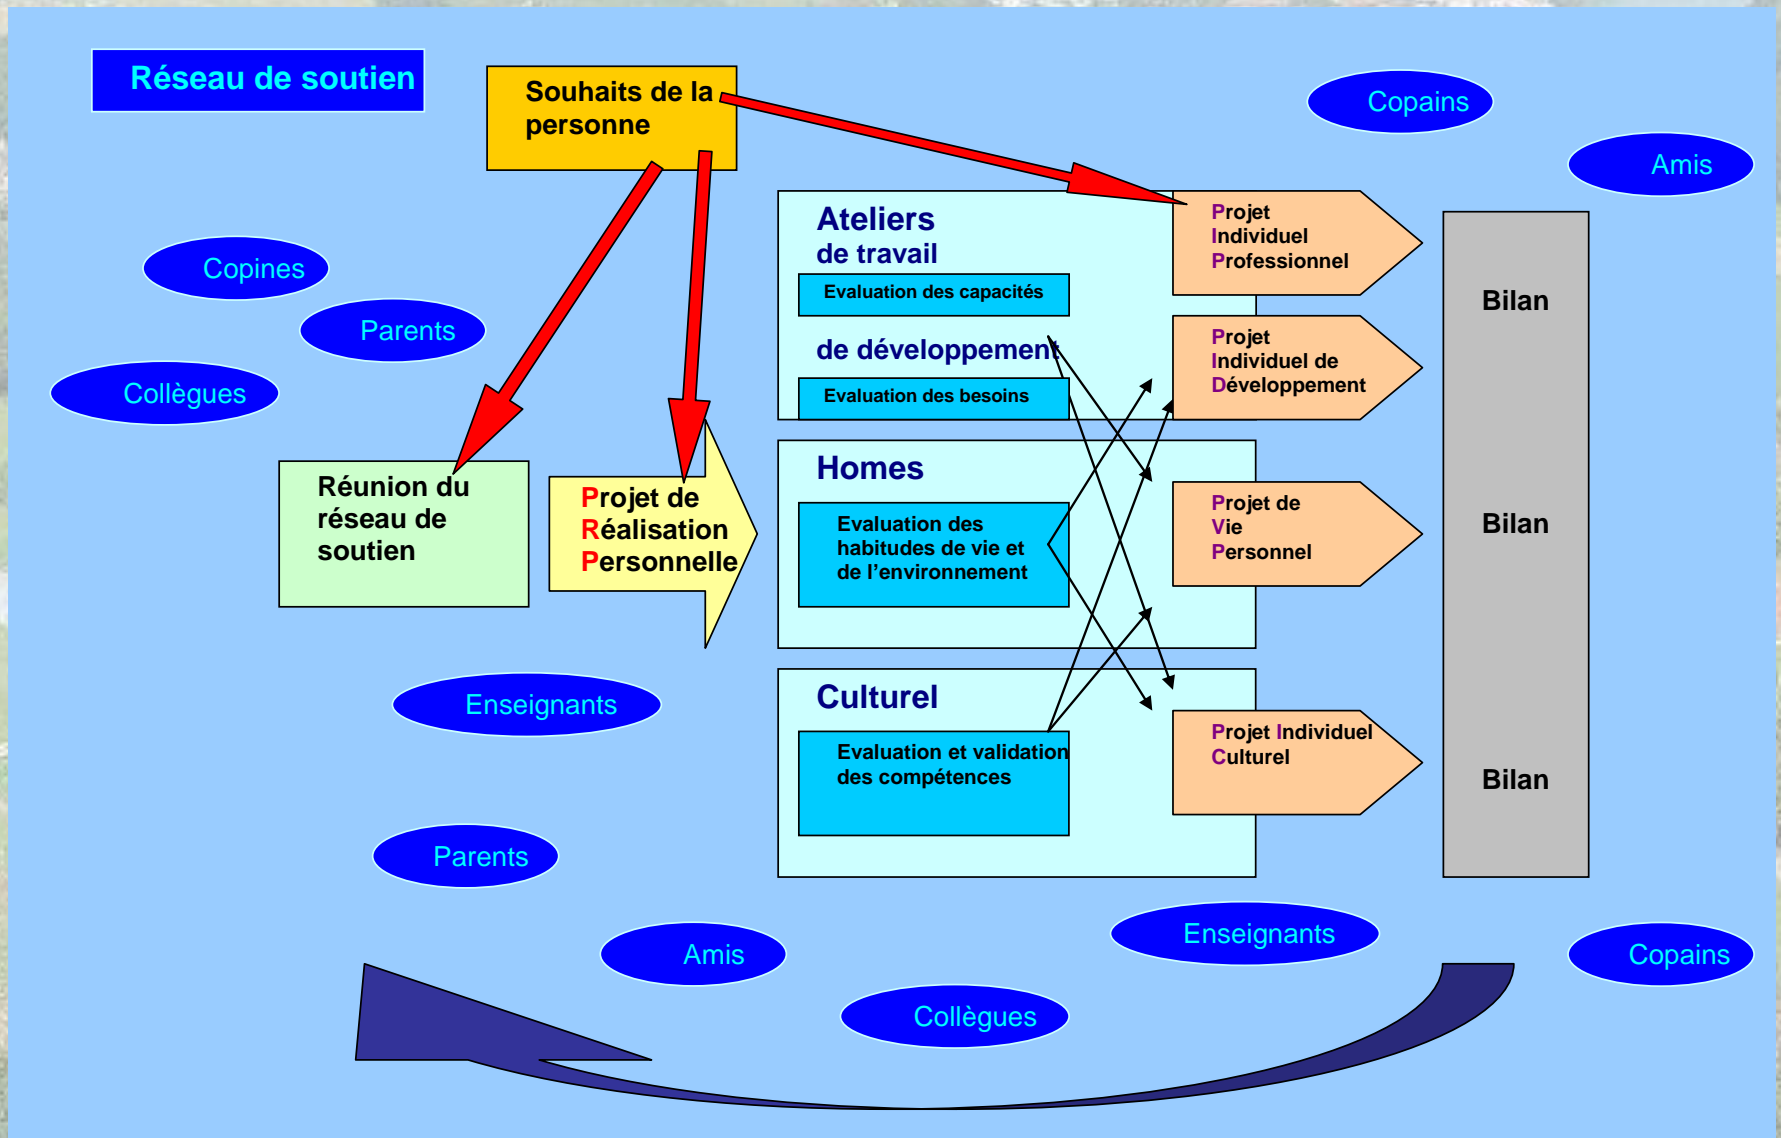 Réseau de soutien
Souhaits de la
personne
Copains
Amis
Copines
Parents
Collègues
Réunion du
réseau de
soutien
Projet de
Réalisation
Personnelle
Ateliers
de travail
Evaluation des capacités
de développement
Evaluation des besoins
Homes
Evaluation des
habitudes de vie et
de l'environnement
Culturel
Evaluation et validation
des compétences
Projet
Individuel
Professionnel
Projet
Individuel de
Développement
Projet de
Vie
Personnel
Projet Individuel
Culturel
Bilan
Bilan
Bilan
Enseignants
Parents
Amis
Collègues
Enseignants
Copains